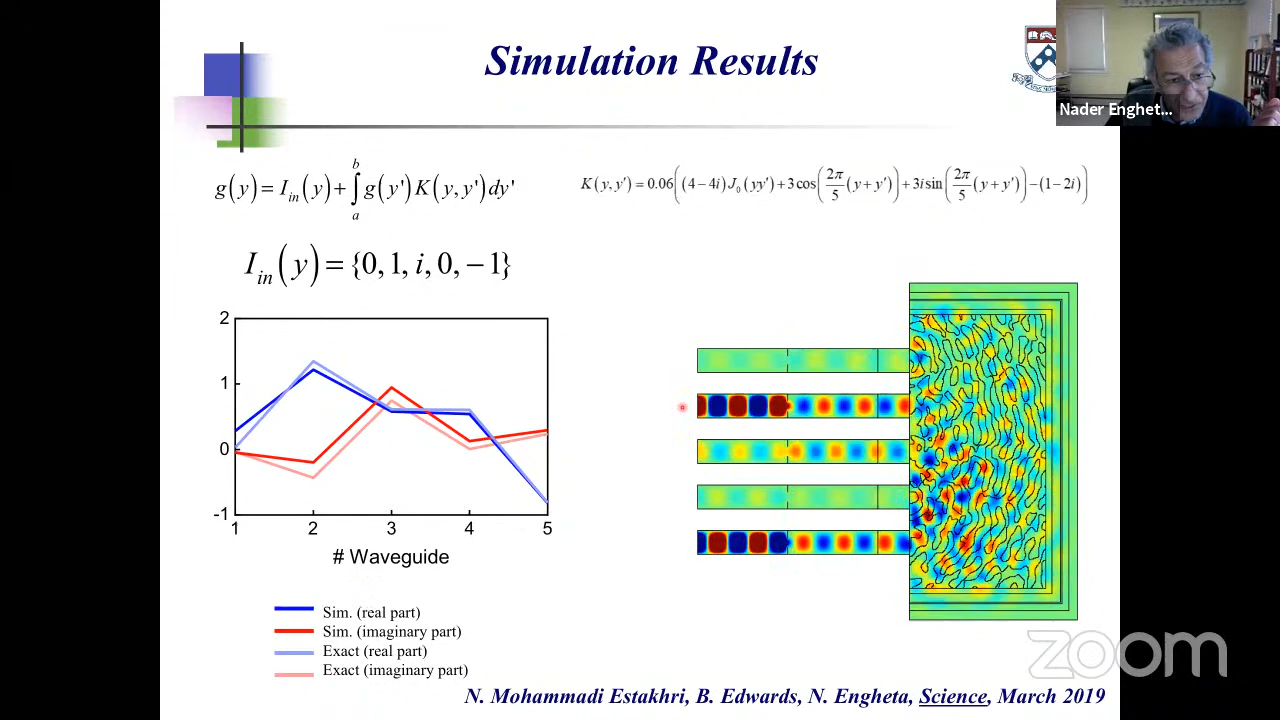 Simulation Results
Nader Enghet...
g(y) = I_in(y) + ∫_a^b g(y') K(y, y') dy'
K(y, y') = 0.06((4−4i)J_0(yy') + 3cos(2π/5 (y + y')) + 3i sin(2π/5 (y + y')) − (1−2i))
I_in(y) = {0, 1, i, 0, − 1}
2
1
0
-1
1 2 3 4 5
# Waveguide
Sim. (real part)
Sim. (imaginary part)
Exact (real part)
Exact (imaginary part)
zoom
N. Mohammadi Estakhri, B. Edwards, N. Engheta, Science, March 2019